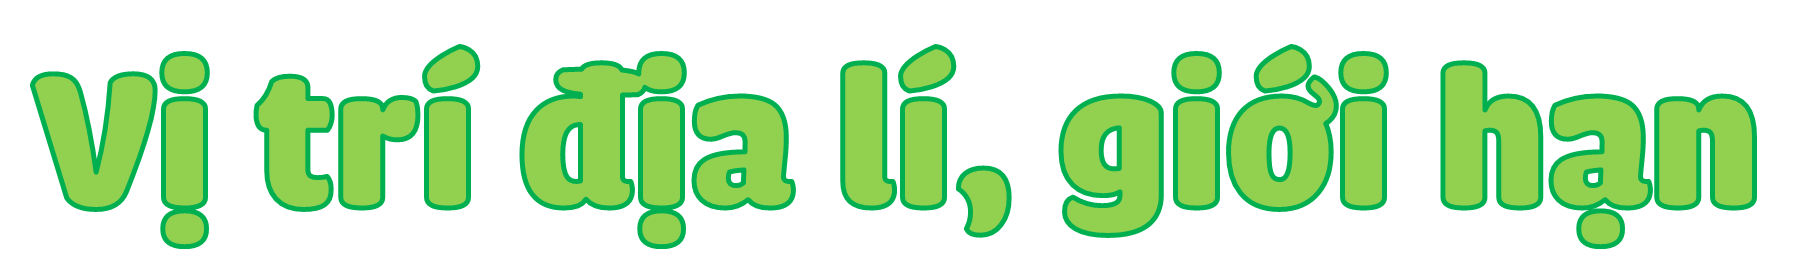 Vị trí địa lí, giới hạn